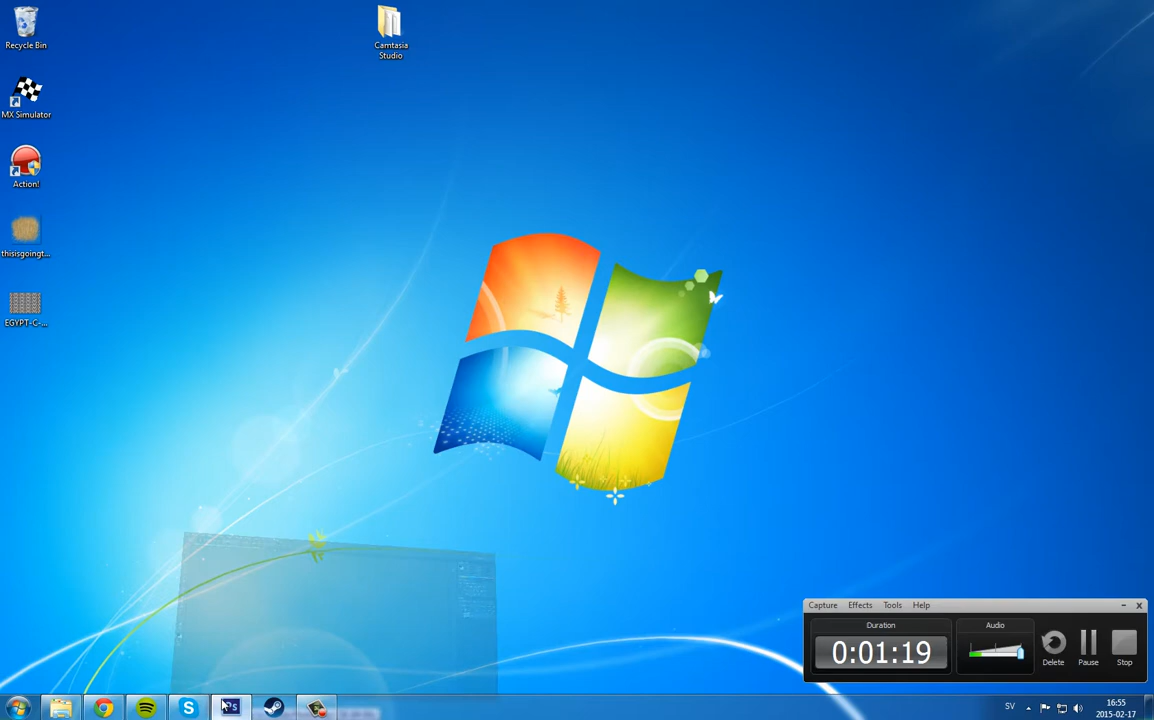 Recycle Bin
Camtasia
Studio
MX Simulator
Action!
thisisgoingt...
EGYPT-C-...
Capture Effects Tools Help
Duration
Audio
0:01:19
Delete
Pause
Stop
Ps
SV
16:55
2015-02-17